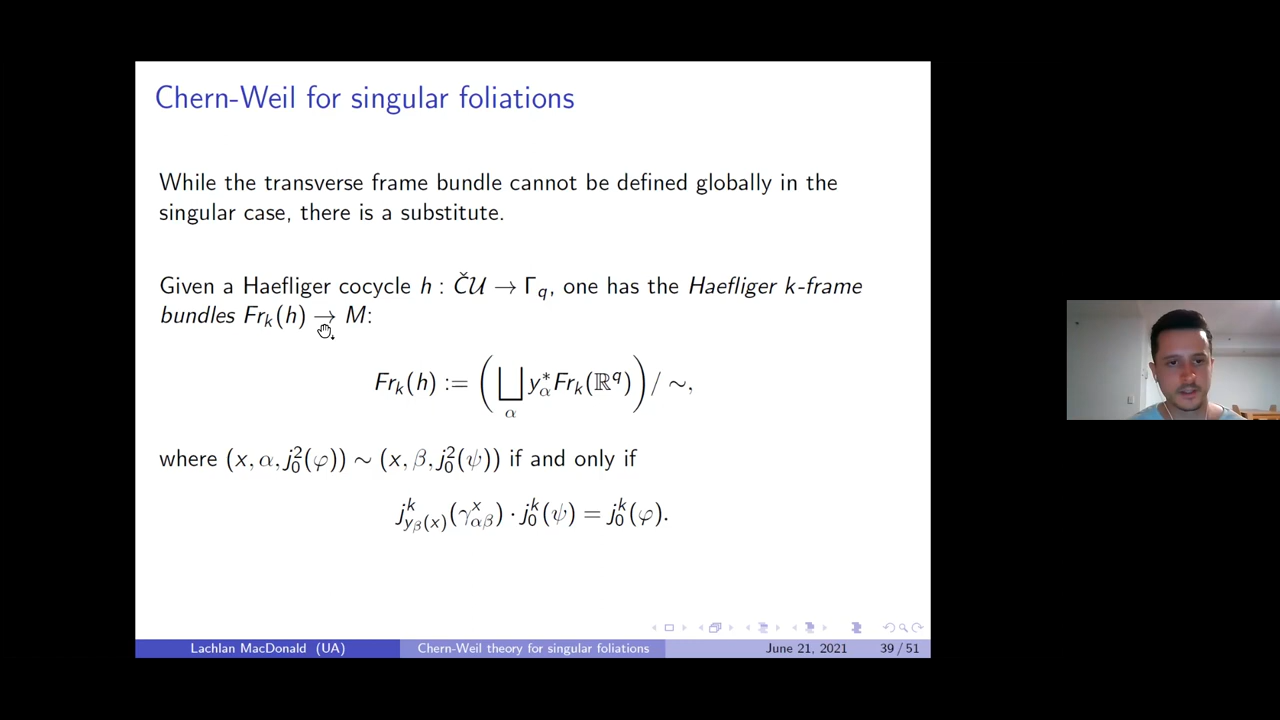 Chern-Weil for singular foliations
While the transverse frame bundle cannot be defined globally in the
singular case, there is a substitute.
Given a Haefliger cocycle h : Č𝒰 → Γ_q, one has the Haefliger k-frame
bundles Fr_k(h) → M:
Fr_k(h) := (⨆_α y_α^* Fr_k(ℝ^q)) / ∼,
where (x, α, j_0^2(φ)) ∼ (x, β, j_0^2(ψ)) if and only if
j^k_{y_β(x)}(γ^x_{αβ}) · j_0^k(ψ) = j_0^k(φ).
Lachlan MacDonald (UA) Chern-Weil theory for singular foliations June 21, 2021 39 / 51